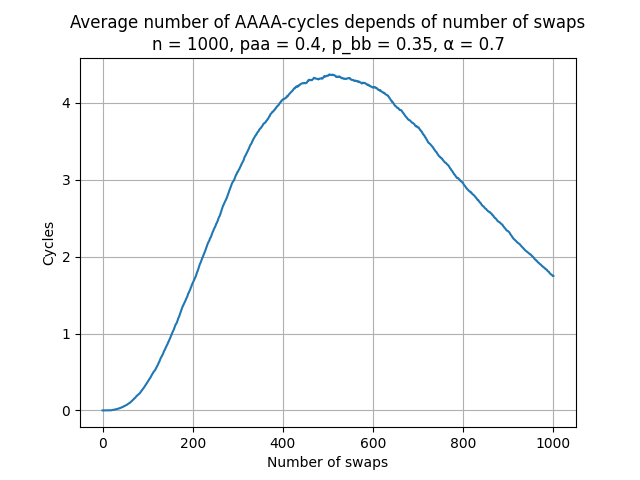 Average number of AAAA-cycles depends of number of swaps
n = 1000, paa = 0.4, p_bb = 0.35, α = 0.7
4
3
2
1
0
Cycles
0 200 400 600 800 1000
Number of swaps